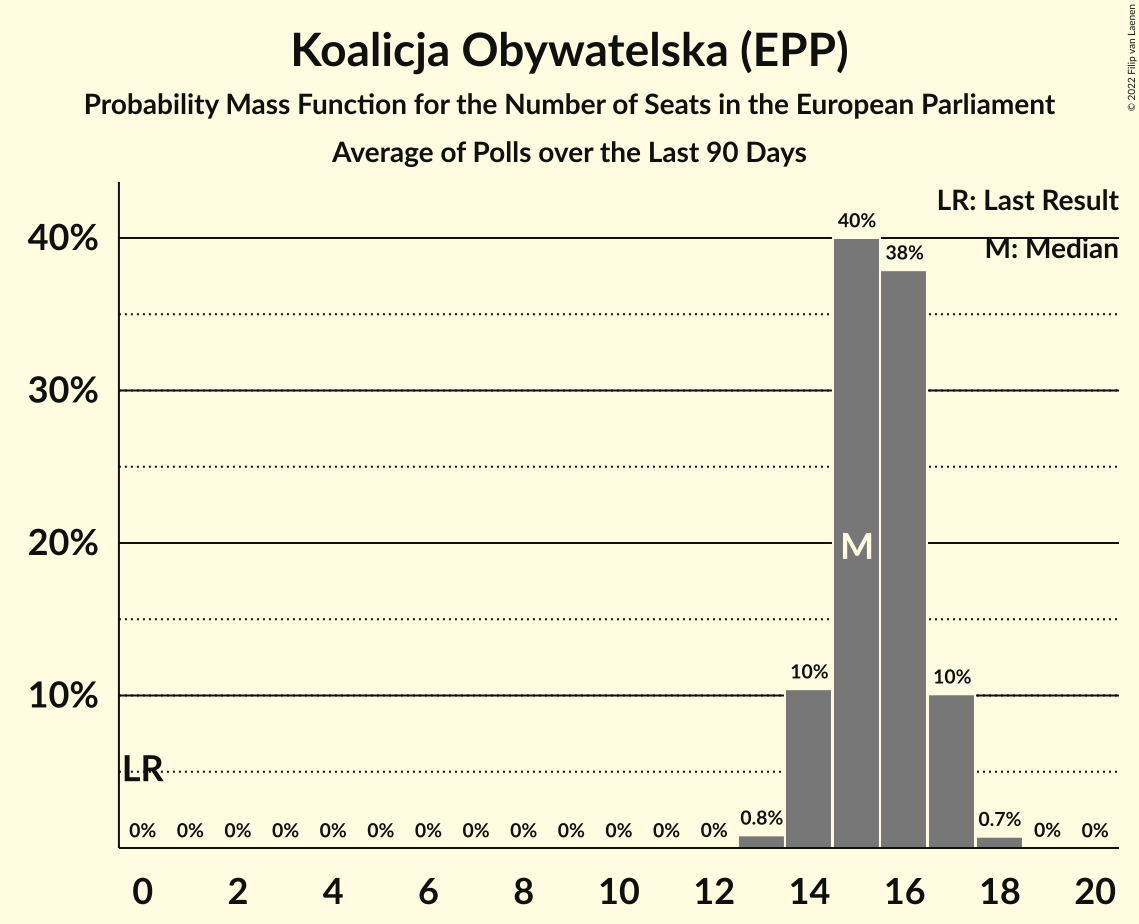 Koalicja Obywatelska (EPP)
Probability Mass Function for the Number of Seats in the European Parliament
Average of Polls over the Last 90 Days
© 2022 Filip van Laenen
LR: Last Result
M: Median
40%
30%
20%
10%
40%
38%
M
10%
10%
LR
0% 0% 0% 0% 0% 0% 0% 0% 0% 0% 0% 0% 0% 0.8% 0.7% 0% 0%
0 2 4 6 8 10 12 14 16 18 20